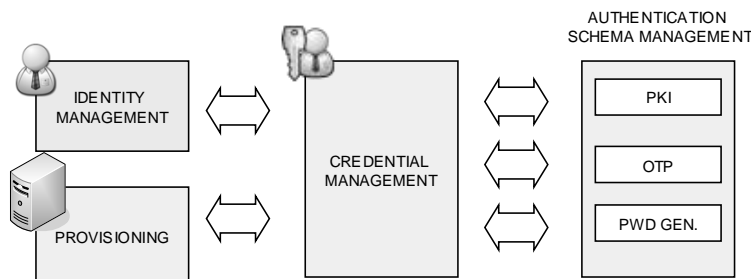 AUTHENTICATION
SCHEMA MANAGEMENT
IDENTITY
MANAGEMENT
PKI
CREDENTIAL
MANAGEMENT
OTP
PROVISIONING
PWD GEN.